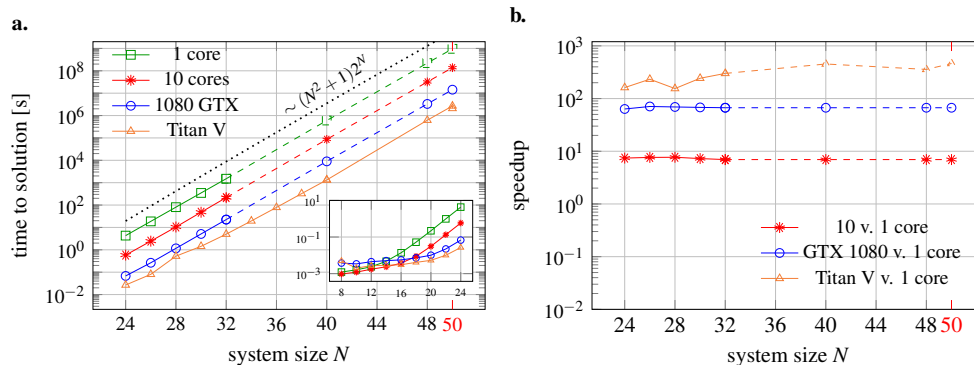 a.
time to solution [s]
10^8
10^6
10^4
10^2
10^0
10^−2
1 core
10 cores
1080 GTX
Titan V
∼ (N^2 + 1)2^N
10^1
10^−1
10^−3
8 12 16 20 24
24 28 32 36 40 44 48 50
system size N
b.
speedup
10^3
10^2
10^1
10^0
10^−1
10^−2
10 v. 1 core
GTX 1080 v. 1 core
Titan V v. 1 core
24 28 32 36 40 44 48 50
system size N